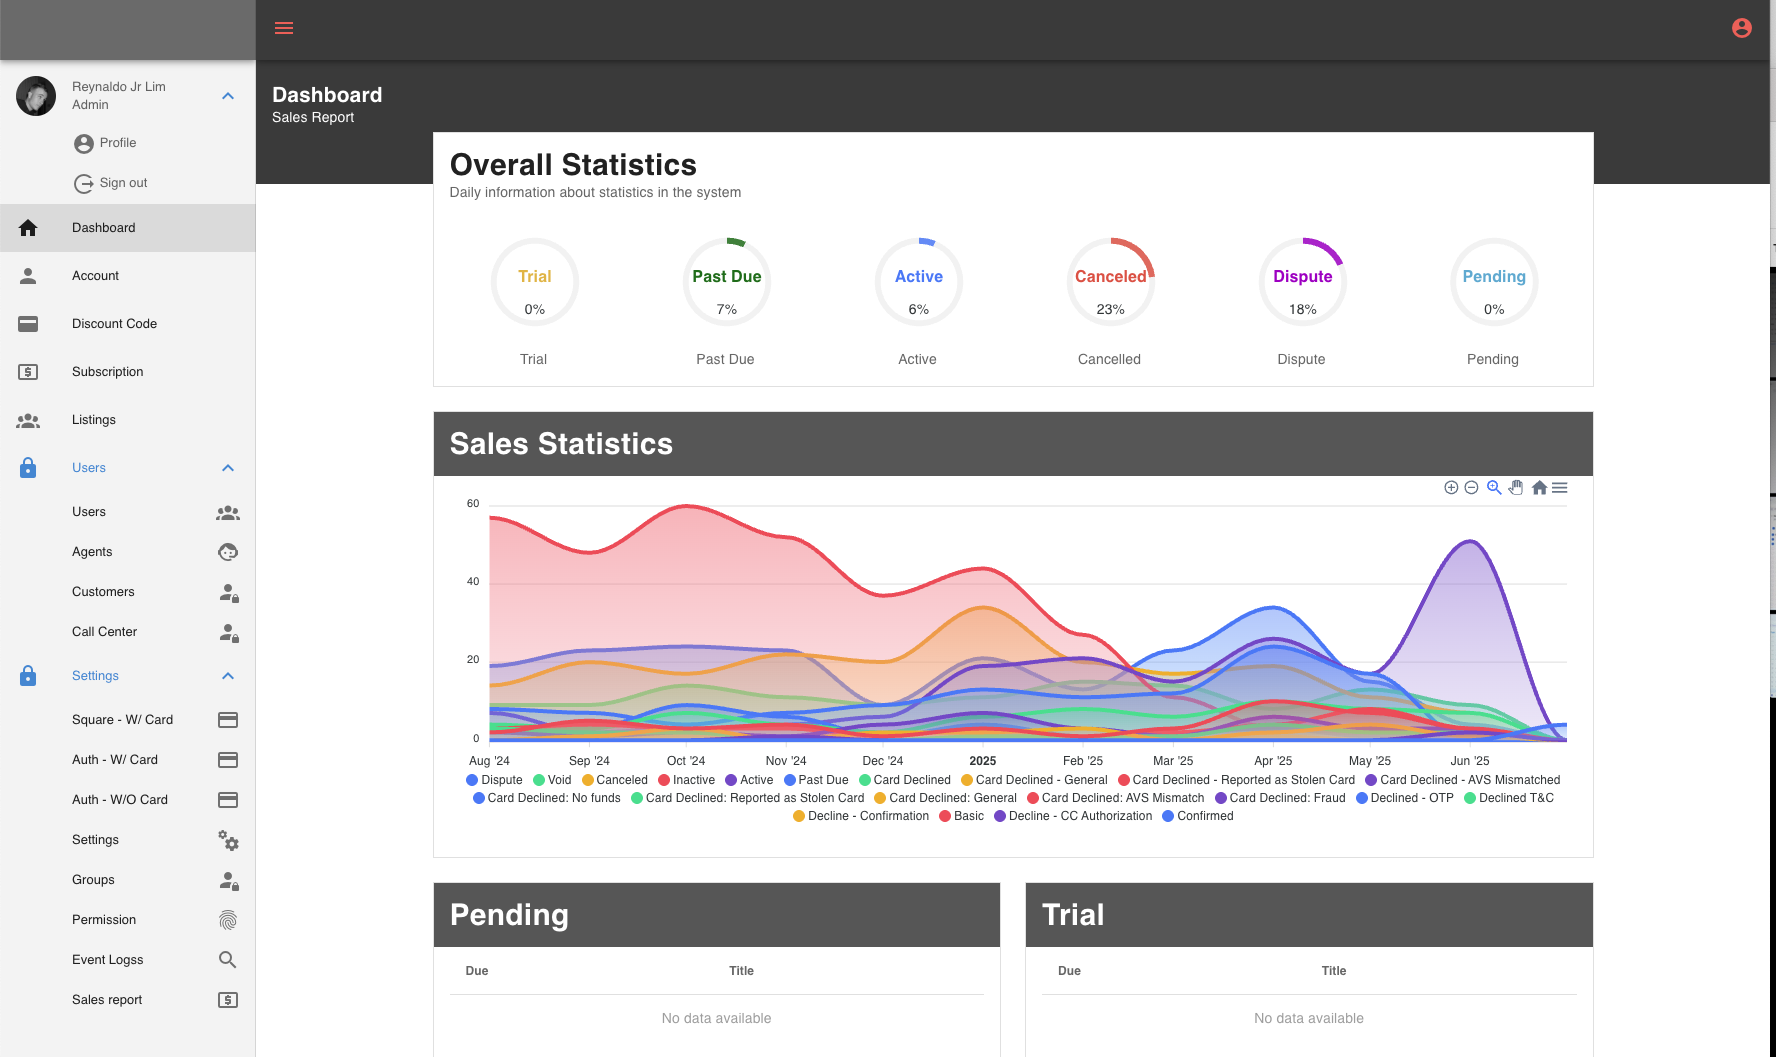 Reynaldo Jr Lim
Admin
Profile
Sign out
Dashboard
Account
Discount Code
Subscription
Listings
Users
Users
Agents
Customers
Call Center
Settings
Square - W/ Card
Auth - W/ Card
Auth - W/O Card
Settings
Groups
Permission
Event Logss
Sales report
Dashboard
Sales Report
Overall Statistics
Daily information about statistics in the system
Trial Past Due Active Canceled Dispute Pending
0% 7% 6% 23% 18% 0%
Trial Past Due Active Cancelled Dispute Pending
Sales Statistics
60
40
20
0
Aug '24 Sep '24 Oct '24 Nov '24 Dec '24 2025 Feb '25 Mar '25 Apr '25 May '25 Jun '25
Dispute Void Canceled Inactive Active Past Due Card Declined Card Declined - General Card Declined - Reported as Stolen Card Card Declined - AVS Mismatched
Card Declined: No funds Card Declined: Reported as Stolen Card Card Declined: General Card Declined: AVS Mismatch Card Declined: Fraud Declined - OTP Declined T&C
Decline - Confirmation Basic Decline - CC Authorization Confirmed
Pending
Due Title
No data available
Trial
Due Title
No data available